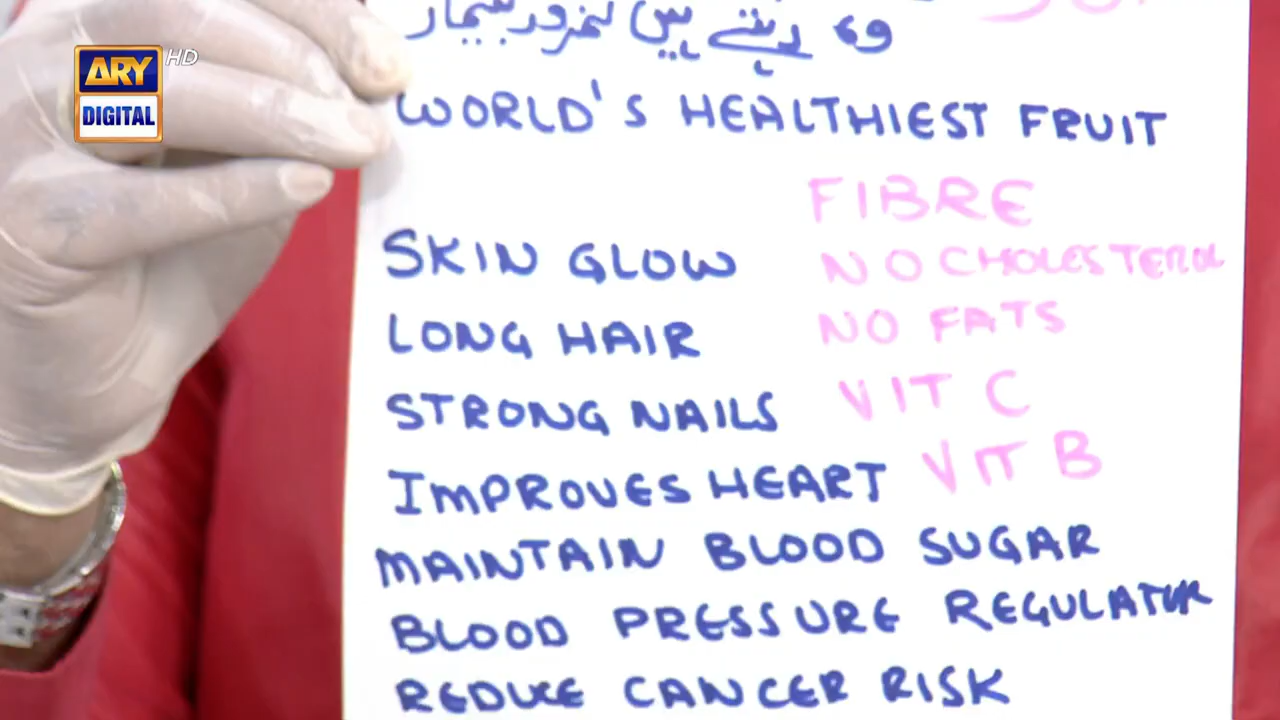 ARY HD
DIGITAL
وہ رہتے ہیں کمزور بیمار
WORLD'S HEALTHIEST FRUIT
FIBRE
SKIN GLOW NO CHOLESTEROL
LONG HAIR NO FATS
STRONG NAILS VIT C
IMPROVES HEART VIT B
MAINTAIN BLOOD SUGAR
BLOOD PRESSURE REGULATOR
REDUCE CANCER RISK